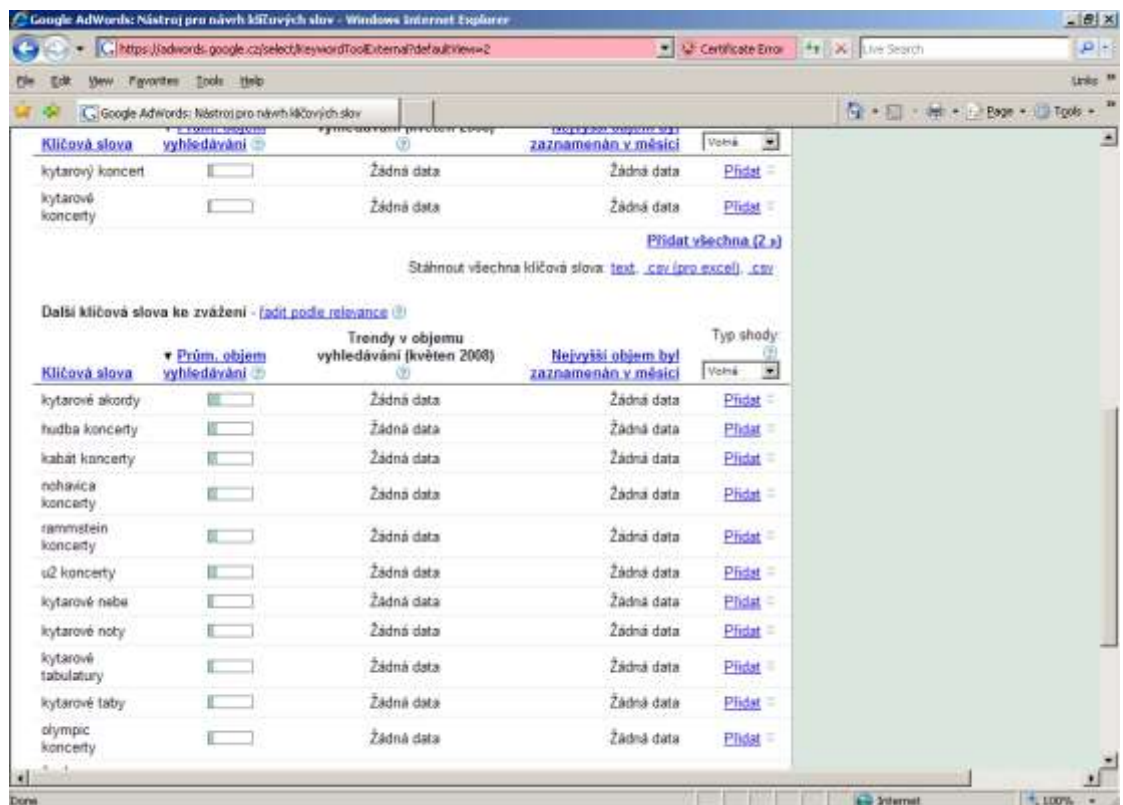 Google AdWords: Nástroj pro návrh klíčových slov - Windows Internet Explorer
https://adwords.google.cz/select/KeywordToolExternal?defaultView=2
Certificate Error
Live Search
File Edit View Favorites Tools Help
Links
Google AdWords: Nástroj pro návrh klíčových slov
Page
Tools
Klíčová slova
vyhledávání
zaznamenán v měsíci
Volná
kytarový koncert
Žádná data
Žádná data
Přidat
kytarové
koncerty
Žádná data
Žádná data
Přidat
Přidat všechna (2 »)
Stáhnout všechna klíčová slova: text, .csv (pro excel), .csv
Další klíčová slova ke zvážení - řadit podle relevance
Klíčová slova
▼ Prům. objem
vyhledávání
Trendy v objemu
vyhledávání (květen 2008)
Nejvyšší objem byl
zaznamenán v měsíci
Typ shody:
Volná
kytarové akordy
Žádná data
Žádná data
Přidat
hudba koncerty
Žádná data
Žádná data
Přidat
kabát koncerty
Žádná data
Žádná data
Přidat
nohavica
koncerty
Žádná data
Žádná data
Přidat
rammstein
koncerty
Žádná data
Žádná data
Přidat
u2 koncerty
Žádná data
Žádná data
Přidat
kytarové nebe
Žádná data
Žádná data
Přidat
kytarové noty
Žádná data
Žádná data
Přidat
kytarové
tabulatury
Žádná data
Žádná data
Přidat
kytarové taby
Žádná data
Žádná data
Přidat
olympic
koncerty
Žádná data
Žádná data
Přidat
Done
Internet
100%